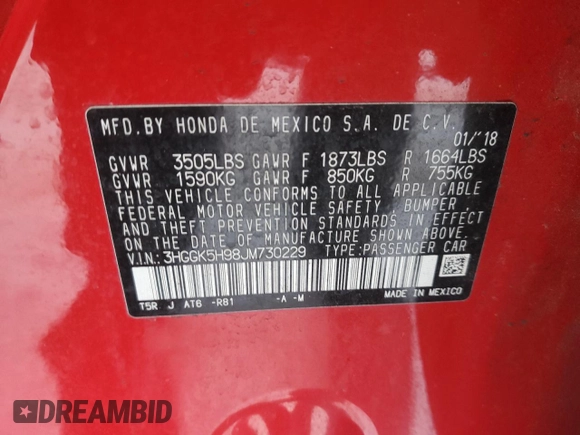 MFD.BY HONDA DE MEXICO S.A. DE C.V.
01/'18
GVWR 3505LBS GAWR F 1873LBS R 1664LBS
GVWR 1590KG GAWR F 850KG R 755KG
THIS VEHICLE CONFORMS TO ALL APPLICABLE
FEDERAL MOTOR VEHICLE SAFETY, BUMPER,
AND THEFT PREVENTION STANDARDS IN EFFECT
ON THE DATE OF MANUFACTURE SHOWN ABOVE.
V.I.N.:3HGGK5H98JM730229 TYPE:PASSENGER CAR
T5R J AT6 -R81 -A -M
MADE IN MEXICO
DREAMBID